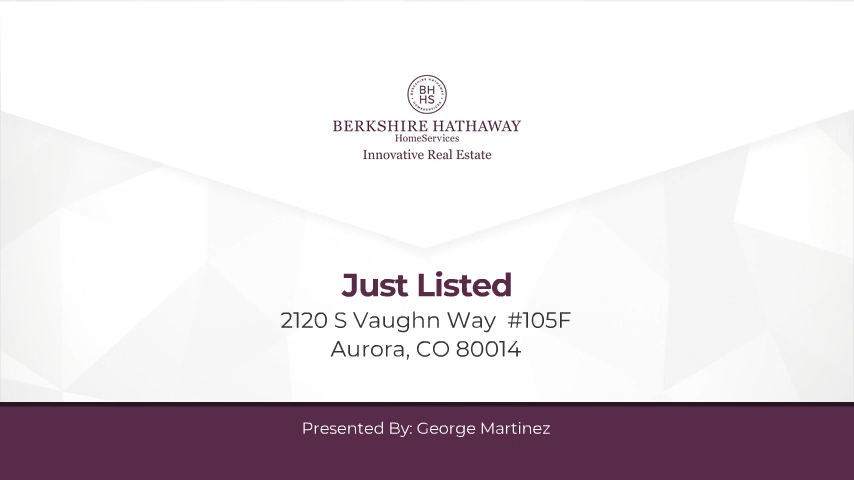 BH
HS
BERKSHIRE HATHAWAY
HomeServices
Innovative Real Estate
Just Listed
2120 S Vaughn Way #105F
Aurora, CO 80014
Presented By: George Martinez